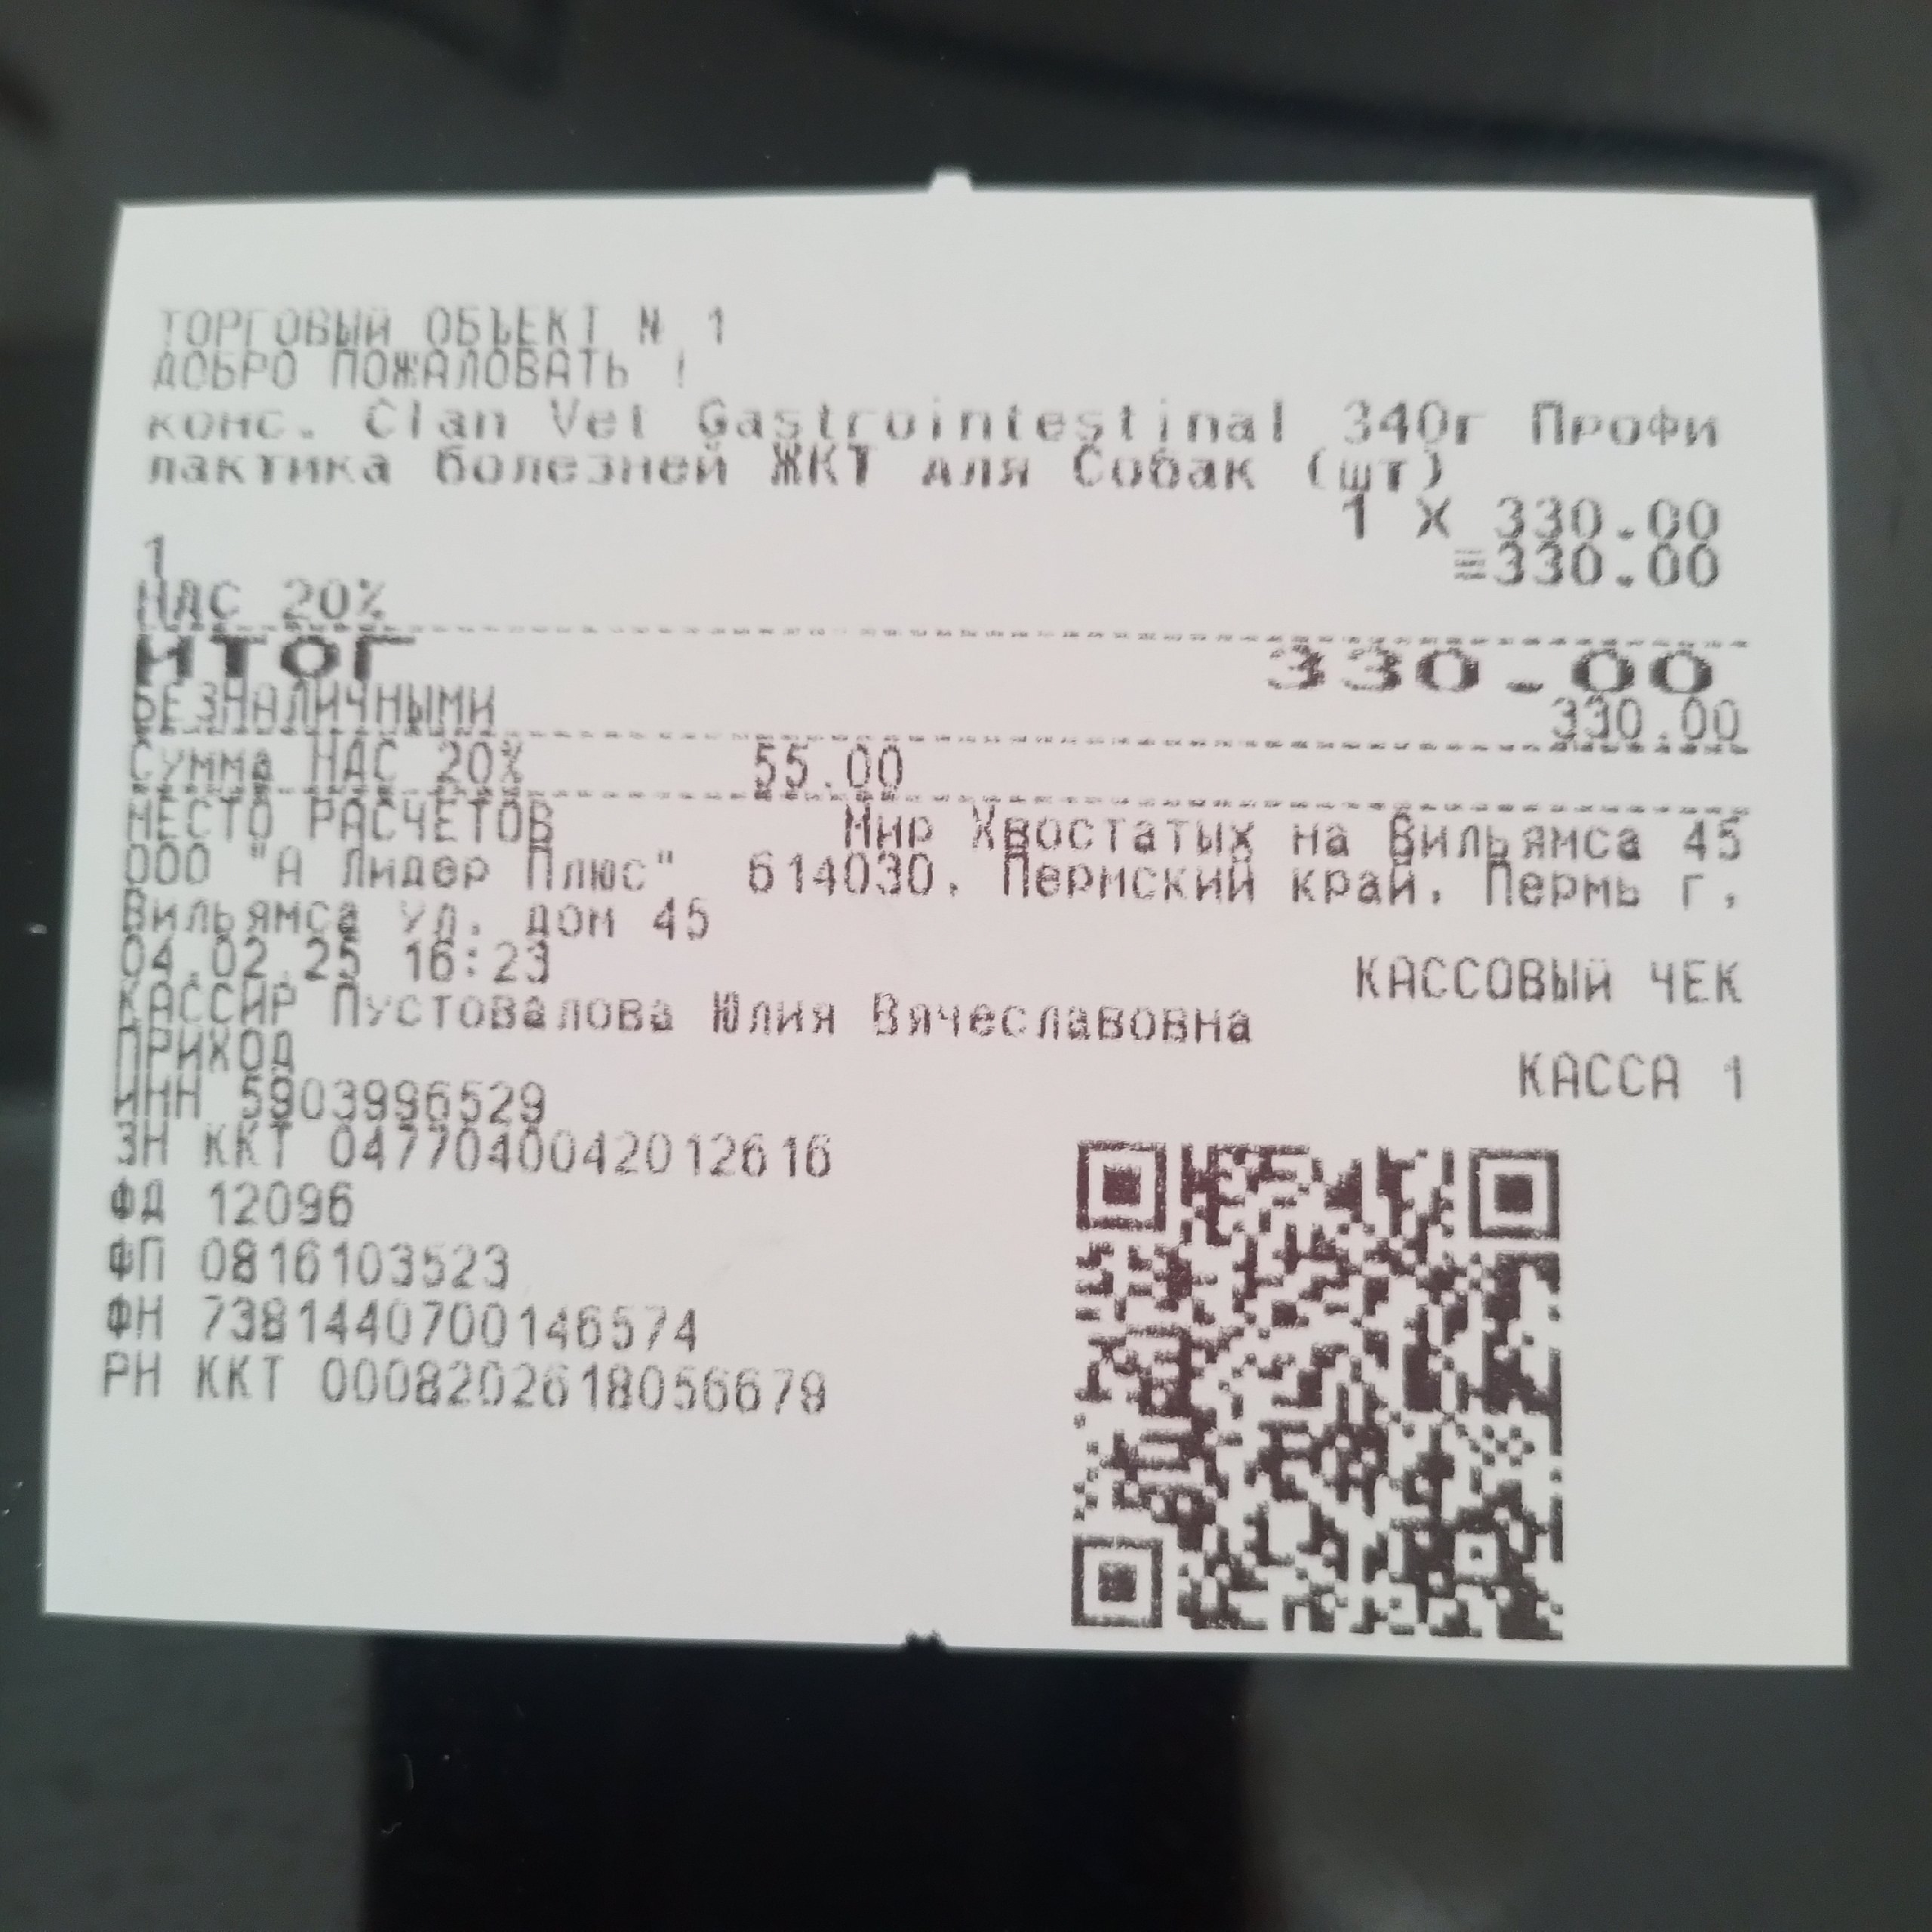 ТОРГОВЫЙ ОБЪЕКТ N 1
ДОБРО ПОЖАЛОВАТЬ !
конс. Clan Vet Gastrointestinal 340г Профи
лактика болезней ЖКТ для Собак (шт)
1 X 330.00
1 =330.00
НДС 20%
ИТОГ 330.00
БЕЗНАЛИЧНЫМИ 330.00
Сумма НДС 20% 55.00
МЕСТО РАСЧЕТОВ Мир Хвостатых на Вильямса 45
ООО "А Лидер Плюс" 614030, Пермский край, Пермь г,
Вильямса ул, дом 45
04.02.25 16:23 КАССОВЫЙ ЧЕК
КАССИР Пустовалова Юлия Вячеславовна
ПРИХОД КАССА 1
ИНН 5903996529
ЗН ККТ 0477040042012616
ФД 12096
ФП 0816103523
ФН 7381440700146574
РН ККТ 0008202618056679